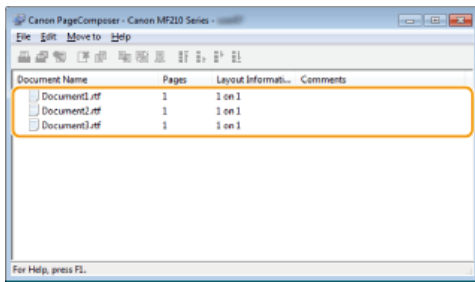 Canon PageComposer - Canon MF210 Series -
File Edit Move to Help
Document Name Pages Layout Informati... Comments
Document1.rtf 1 1 on 1
Document2.rtf 1 1 on 1
Document3.rtf 1 1 on 1
For Help, press F1.